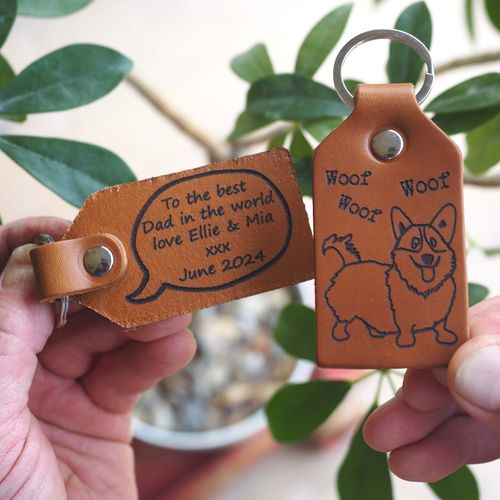 To the best
Dad in the world
love Ellie & Mia
xxx
June 2024
Woof
Woof
Woof